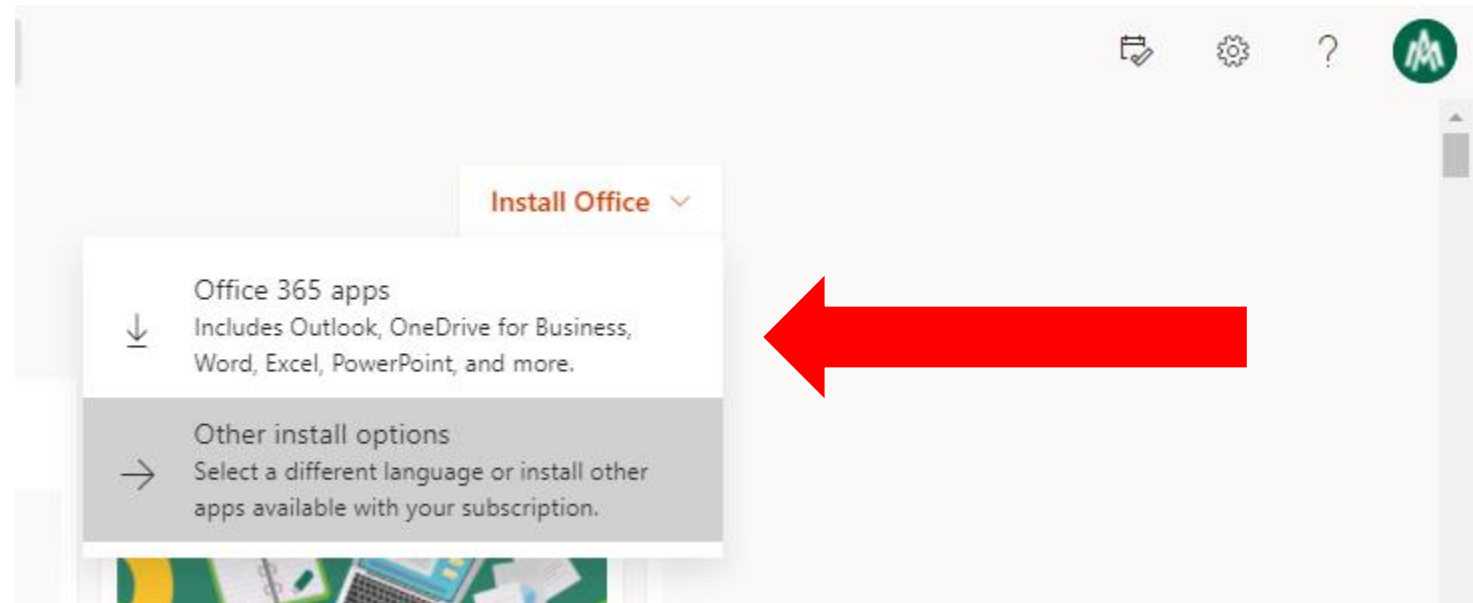 Install Office
Office 365 apps
Includes Outlook, OneDrive for Business,
Word, Excel, PowerPoint, and more.
Other install options
Select a different language or install other
apps available with your subscription.